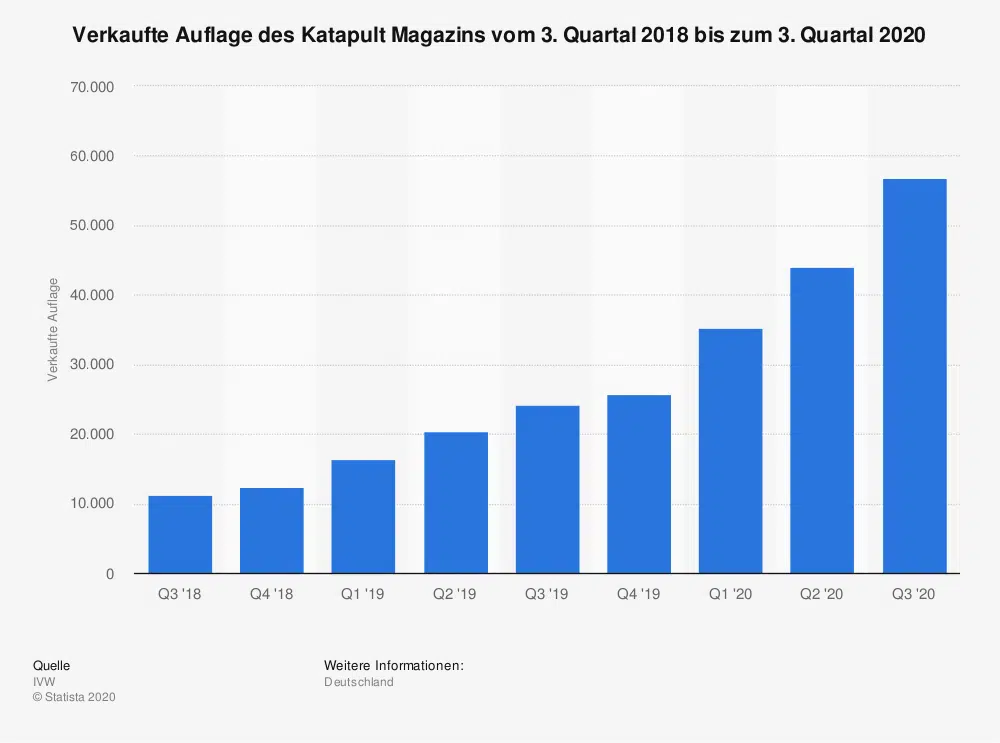 Verkaufte Auflage des Katapult Magazins vom 3. Quartal 2018 bis zum 3. Quartal 2020
70.000
60.000
50.000
40.000
30.000
20.000
10.000
0
Verkaufte Auflage
Q3 '18 Q4 '18 Q1 '19 Q2 '19 Q3 '19 Q4 '19 Q1 '20 Q2 '20 Q3 '20
Quelle
IVW
© Statista 2020
Weitere Informationen:
Deutschland